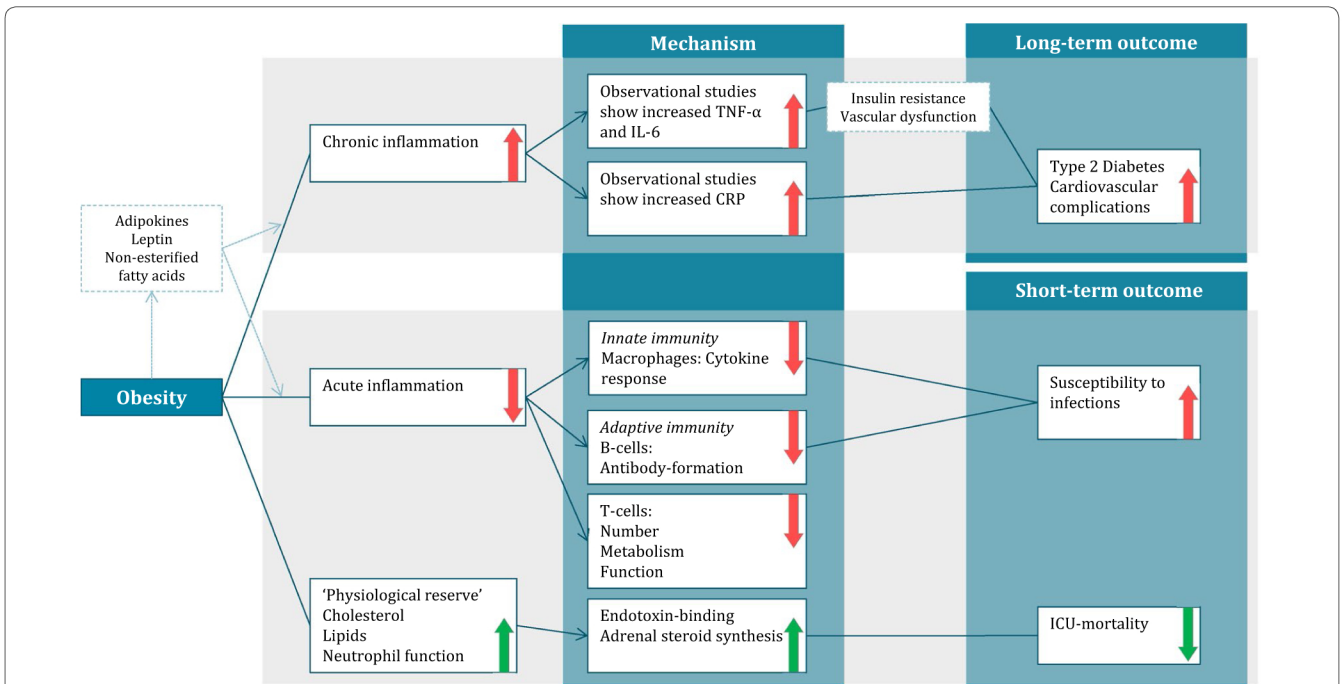 Mechanism
Long-term outcome
Observational studies
show increased TNF-α
and IL-6
Insulin resistance
Vascular dysfunction
Chronic inflammation
Observational studies
show increased CRP
Type 2 Diabetes
Cardiovascular
complications
Adipokines
Leptin
Non-esterified
fatty acids
Short-term outcome
Innate immunity
Macrophages: Cytokine
response
Obesity
Acute inflammation
Susceptibility to
infections
Adaptive immunity
B-cells:
Antibody-formation
T-cells:
Number
Metabolism
Function
‘Physiological reserve’
Cholesterol
Lipids
Neutrophil function
Endotoxin-binding
Adrenal steroid synthesis
ICU-mortality